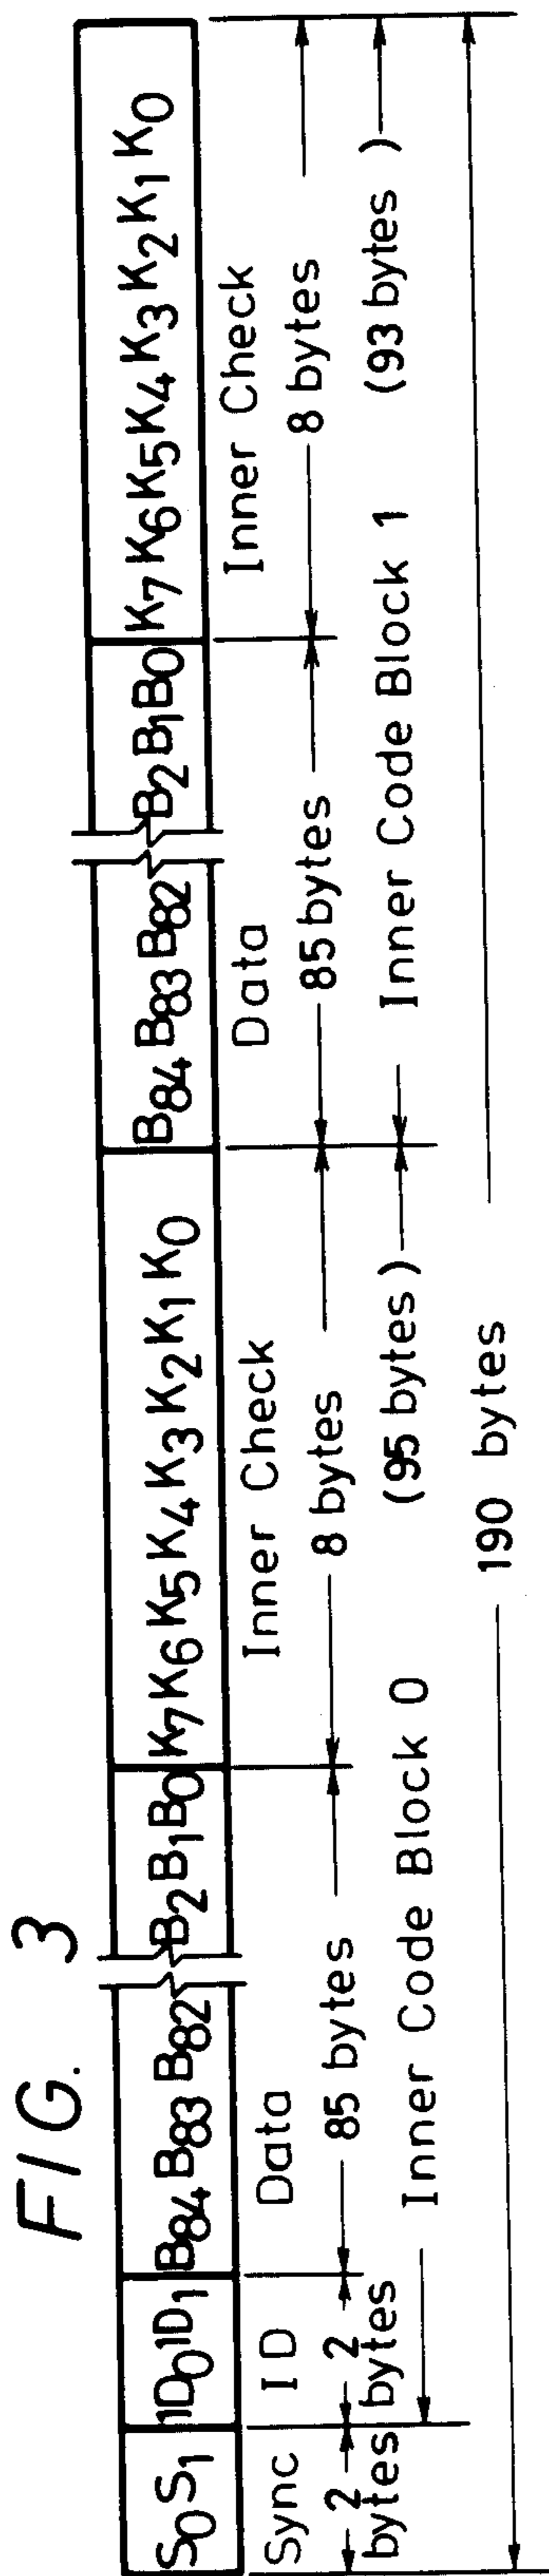 FIG. 3
S0S1 ID0ID1 B84B83B82 B2B1B0 K7K6K5K4K3K2K1K0 B84B83B82 B2B1B0 K7K6K5K4K3K2K1K0
Sync ID Data Inner Check Data Inner Check
2 bytes 2 bytes 85 bytes 8 bytes 85 bytes 8 bytes
Inner Code Block 0 (95 bytes) Inner Code Block 1 (93 bytes)
190 bytes